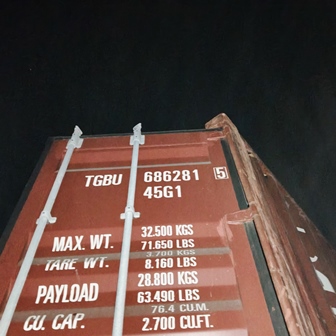 TGBU 686281 5
45G1
MAX. WT. 32.500 KGS
71.650 LBS
TARE WT. 3.700 KGS
8.160 LBS
PAYLOAD 28.800 KGS
63.490 LBS
CU. CAP. 76.4 CU.M.
2.700 CU.FT.